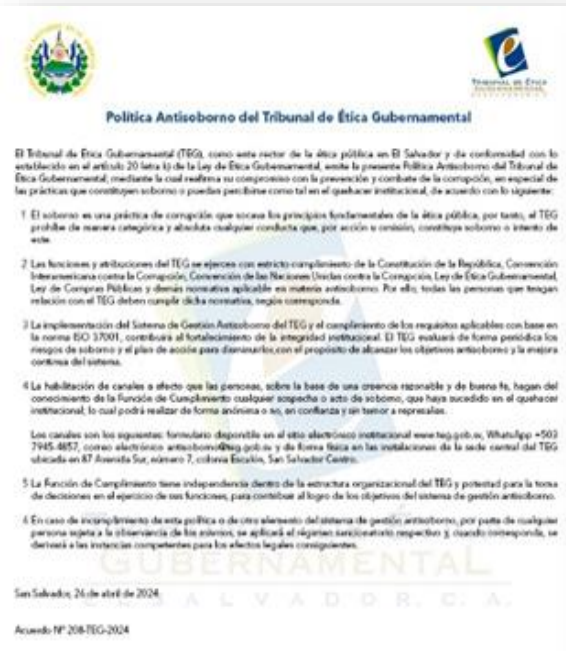 TRIBUNAL DE ÉTICA
GUBERNAMENTAL
Política Antisoborno del Tribunal de Ética Gubernamental
El Tribunal de Ética Gubernamental (TEG), como ente rector de la ética pública en El Salvador y de conformidad con lo
establecido en el artículo 20 letra k) de la Ley de Ética Gubernamental, emite la presente Política Antisoborno del Tribunal de
Ética Gubernamental; mediante la cual reafirma su compromiso con la prevención y combate de la corrupción, en especial de
las prácticas que constituyen soborno o puedan percibirse como tal en el quehacer institucional, de acuerdo con lo siguiente:
1 El soborno es una práctica de corrupción que socava los principios fundamentales de la ética pública, por tanto, el TEG
prohíbe de manera categórica y absoluta cualquier conducta que, por acción u omisión, constituya soborno o intento de
este.
2 Las funciones y atribuciones del TEG se ejercen con estricto cumplimiento de la Constitución de la República, Convención
Interamericana contra la Corrupción, Convención de las Naciones Unidas contra la Corrupción, Ley de Ética Gubernamental,
Ley de Compras Públicas y demás normativa aplicable en materia antisoborno. Por ello, todas las personas que tengan
relación con el TEG deben cumplir dicha normativa, según corresponda.
3 La implementación del Sistema de Gestión Antisoborno del TEG y el cumplimiento de los requisitos aplicables con base en
la norma ISO 37001, contribuirá al fortalecimiento de la integridad institucional. El TEG evaluará de forma periódica los
riesgos de soborno y el plan de acción para disminuirlos, con el propósito de alcanzar los objetivos antisoborno y la mejora
continua del sistema.
4 La habilitación de canales a efecto que las personas, sobre la base de una creencia razonable y de buena fe, hagan del
conocimiento de la Función de Cumplimiento cualquier sospecha o acto de soborno, que haya sucedido en el quehacer
institucional; lo cual podrá realizar de forma anónima o no, en confianza y sin temor a represalias.
Los canales son los siguientes: formulario disponible en el sitio electrónico institucional www.teg.gob.sv, WhatsApp +503
7945-4657, correo electrónico antisoborno@teg.gob.sv y de forma física en las instalaciones de la sede central del TEG
ubicada en 87 Avenida Sur, número 7, colonia Escalón, San Salvador Centro.
5 La Función de Cumplimiento tiene independencia dentro de la estructura organizacional del TEG y potestad para la toma
de decisiones en el ejercicio de sus funciones, para contribuir al logro de los objetivos del sistema de gestión antisoborno.
6 En caso de incumplimiento de esta política o de otro elemento del sistema de gestión antisoborno, por parte de cualquier
persona sujeta a la observancia de los mismos, se aplicará el régimen sancionatorio respectivo y, cuando corresponda, se
derivará a las instancias competentes para los efectos legales consiguientes.
GUBERNAMENTAL
EL SALVADOR, C. A.
San Salvador, 26 de abril de 2024.
Acuerdo N° 208-TEG-2024